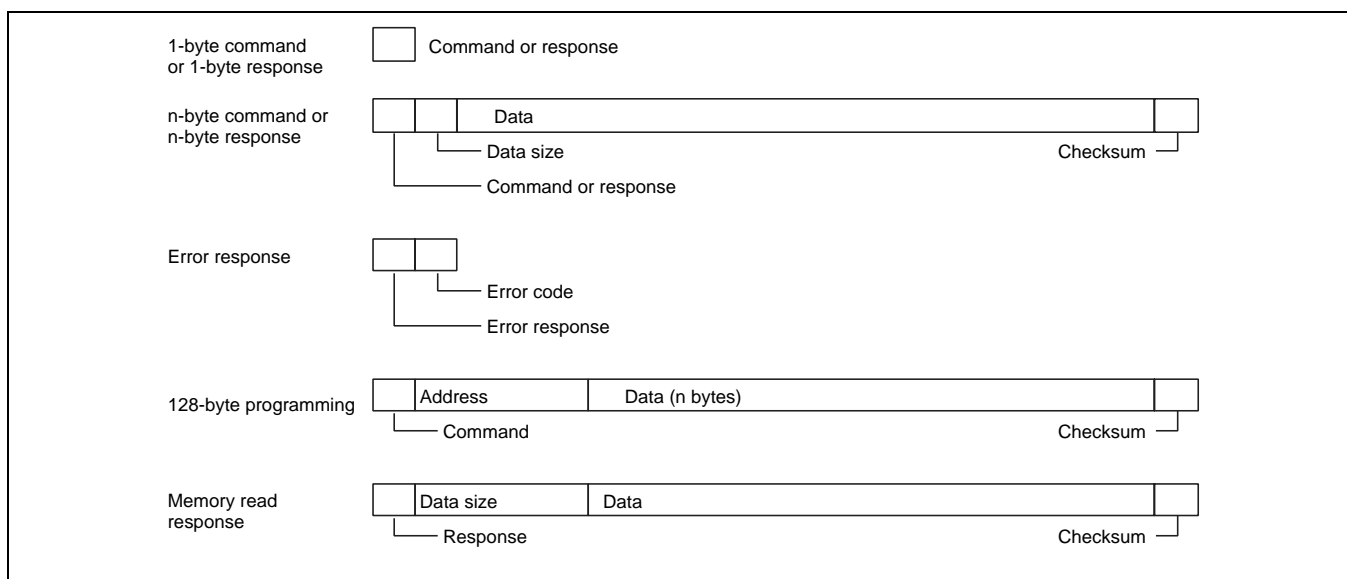 1-byte command
or 1-byte response
Command or response
n-byte command or
n-byte response
Data
Data size
Checksum
Command or response
Error response
Error code
Error response
128-byte programming
Address
Data (n bytes)
Command
Checksum
Memory read
response
Data size
Data
Response
Checksum